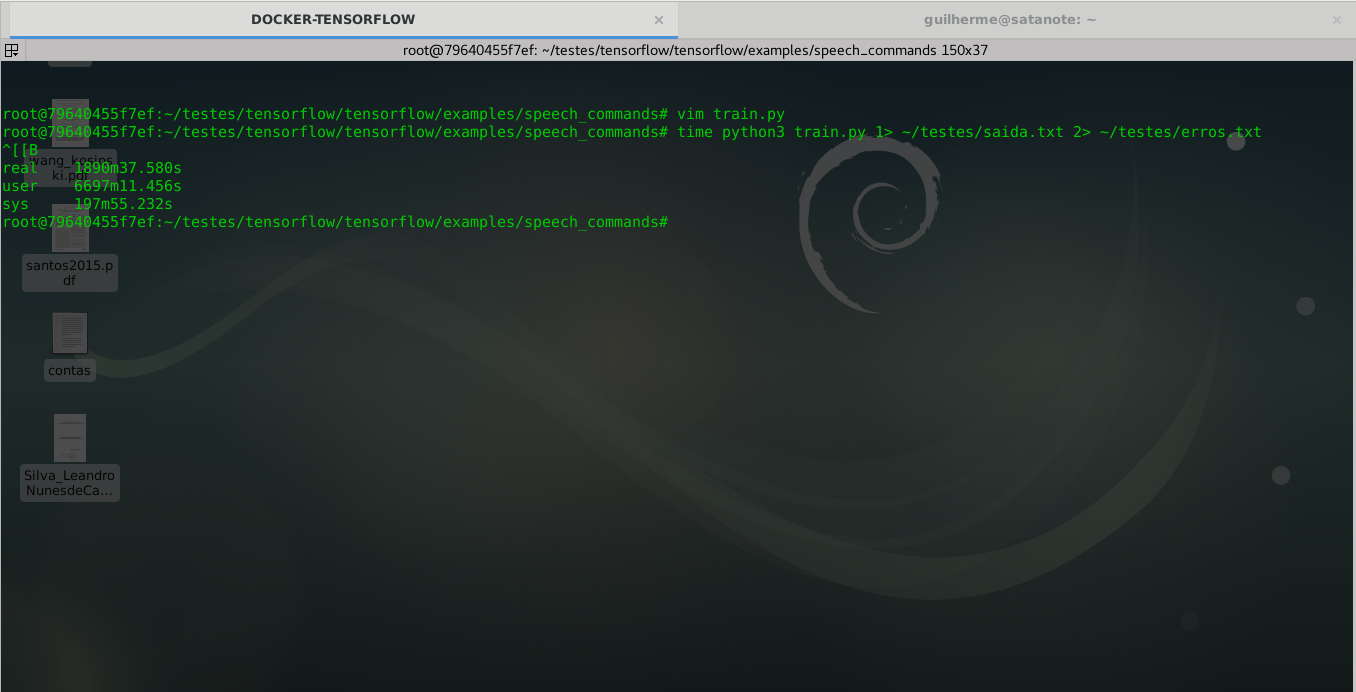 DOCKER-TENSORFLOW ×
guilherme@satanote: ~ ×
root@79640455f7ef: ~/testes/tensorflow/tensorflow/examples/speech_commands 150x37
root@79640455f7ef:~/testes/tensorflow/tensorflow/examples/speech_commands# vim train.py
root@79640455f7ef:~/testes/tensorflow/tensorflow/examples/speech_commands# time python3 train.py 1> ~/testes/saida.txt 2> ~/testes/erros.txt
^[[B
real 1890m37.580s
user 6697m11.456s
sys 197m55.232s
root@79640455f7ef:~/testes/tensorflow/tensorflow/examples/speech_commands#
wang_kosins
ki.pdf
santos2015.p
df
contas
Silva_Leandro
NunesdeCa...